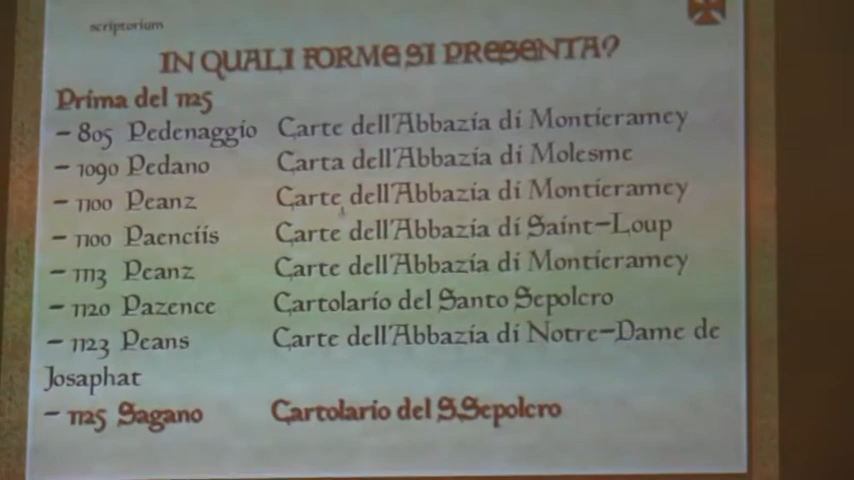 scriptorium
IN QUALI FORME SI PRESENTA?
Prima del 1125
– 805 Pedenaggio Carte dell'Abbazia di Montieramey
– 1090 Pedano Carta dell'Abbazia di Molesme
– 1100 Peanz Carte dell'Abbazia di Montieramey
– 1100 Paenciis Carte dell'Abbazia di Saint-Loup
– 1113 Peanz Carte dell'Abbazia di Montieramey
– 1120 Pazence Cartolario del Santo Sepolcro
– 1123 Peans Carte dell'Abbazia di Notre-Dame de
Josaphat
– 1125 Sagano Cartolario del S.Sepolcro